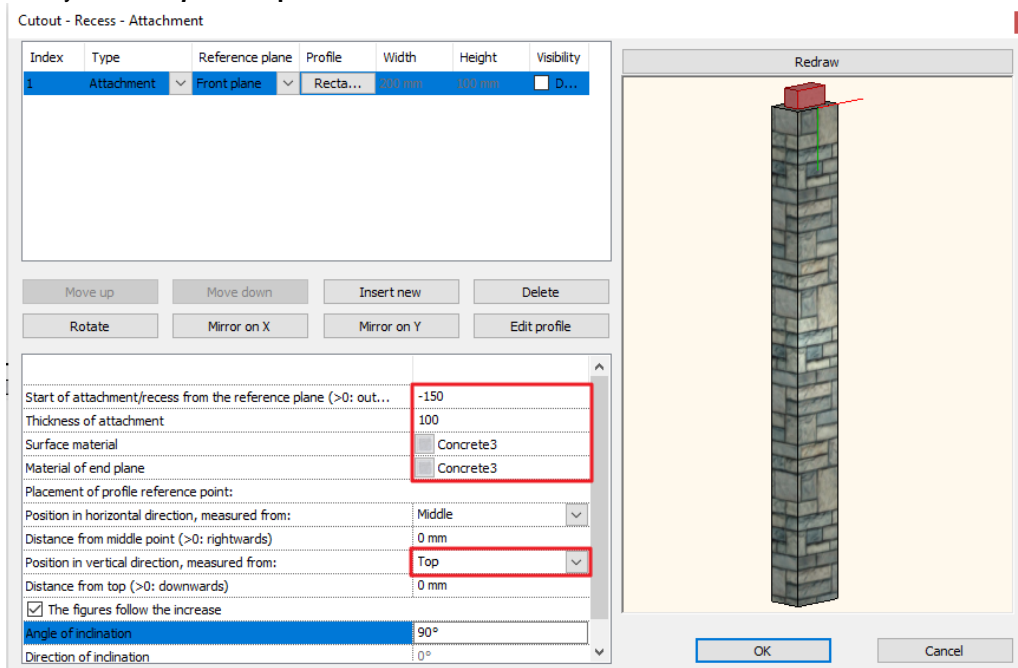 Cutout - Recess - Attachment
Index Type Reference plane Profile Width Height Visibility
1 Attachment Front plane Recta... 200 mm 100 mm D...
Redraw
Move up Move down Insert new Delete
Rotate Mirror on X Mirror on Y Edit profile
Start of attachment/recess from the reference plane (>0: out... -150
Thickness of attachment 100
Surface material Concrete3
Material of end plane Concrete3
Placement of profile reference point:
Position in horizontal direction, measured from: Middle
Distance from middle point (>0: rightwards) 0 mm
Position in vertical direction, measured from: Top
Distance from top (>0: downwards) 0 mm
The figures follow the increase
Angle of inclination 90°
Direction of inclination 0°
OK Cancel